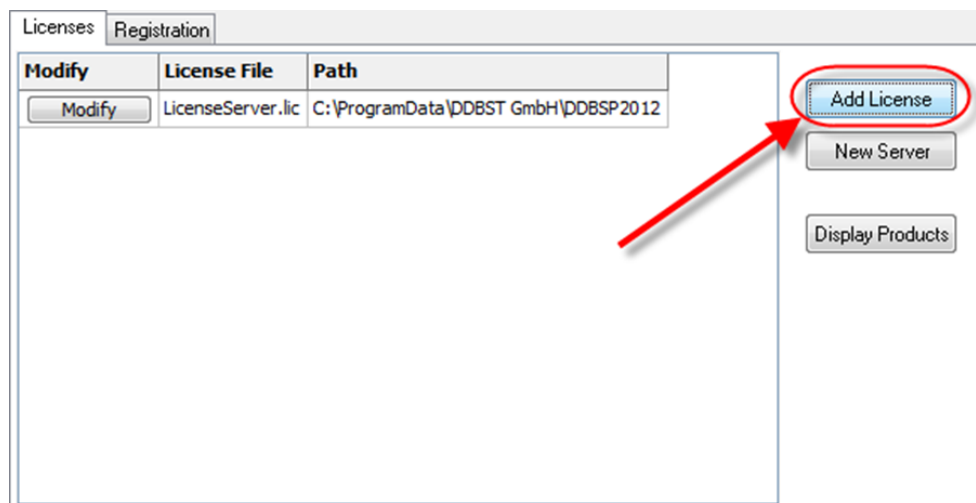 Licenses Registration
Modify License File Path
Modify LicenseServer.lic C:\ProgramData\DDBST GmbH\DDBSP2012
Add License
New Server
Display Products